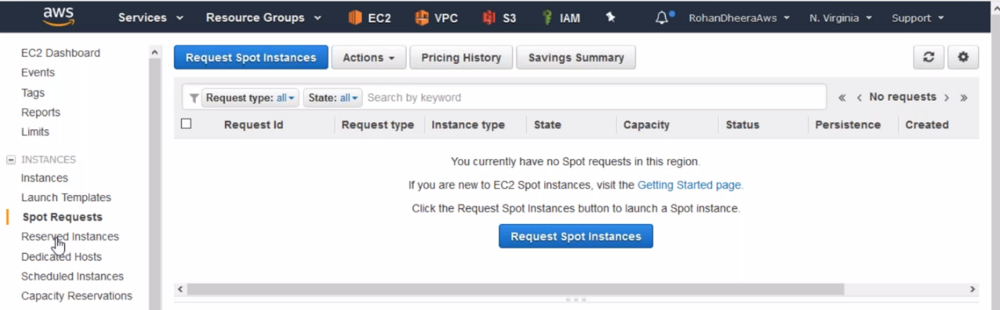 aws Services Resource Groups EC2 VPC S3 IAM RohanDheeraAws N. Virginia Support
EC2 Dashboard
Events
Tags
Reports
Limits
INSTANCES
Instances
Launch Templates
Spot Requests
Reserved Instances
Dedicated Hosts
Scheduled Instances
Capacity Reservations
Request Spot Instances Actions Pricing History Savings Summary
Request type: all State: all Search by keyword « < No requests > »
Request Id Request type Instance type State Capacity Status Persistence Created
You currently have no Spot requests in this region.
If you are new to EC2 Spot instances, visit the Getting Started page.
Click the Request Spot Instances button to launch a Spot instance.
Request Spot Instances